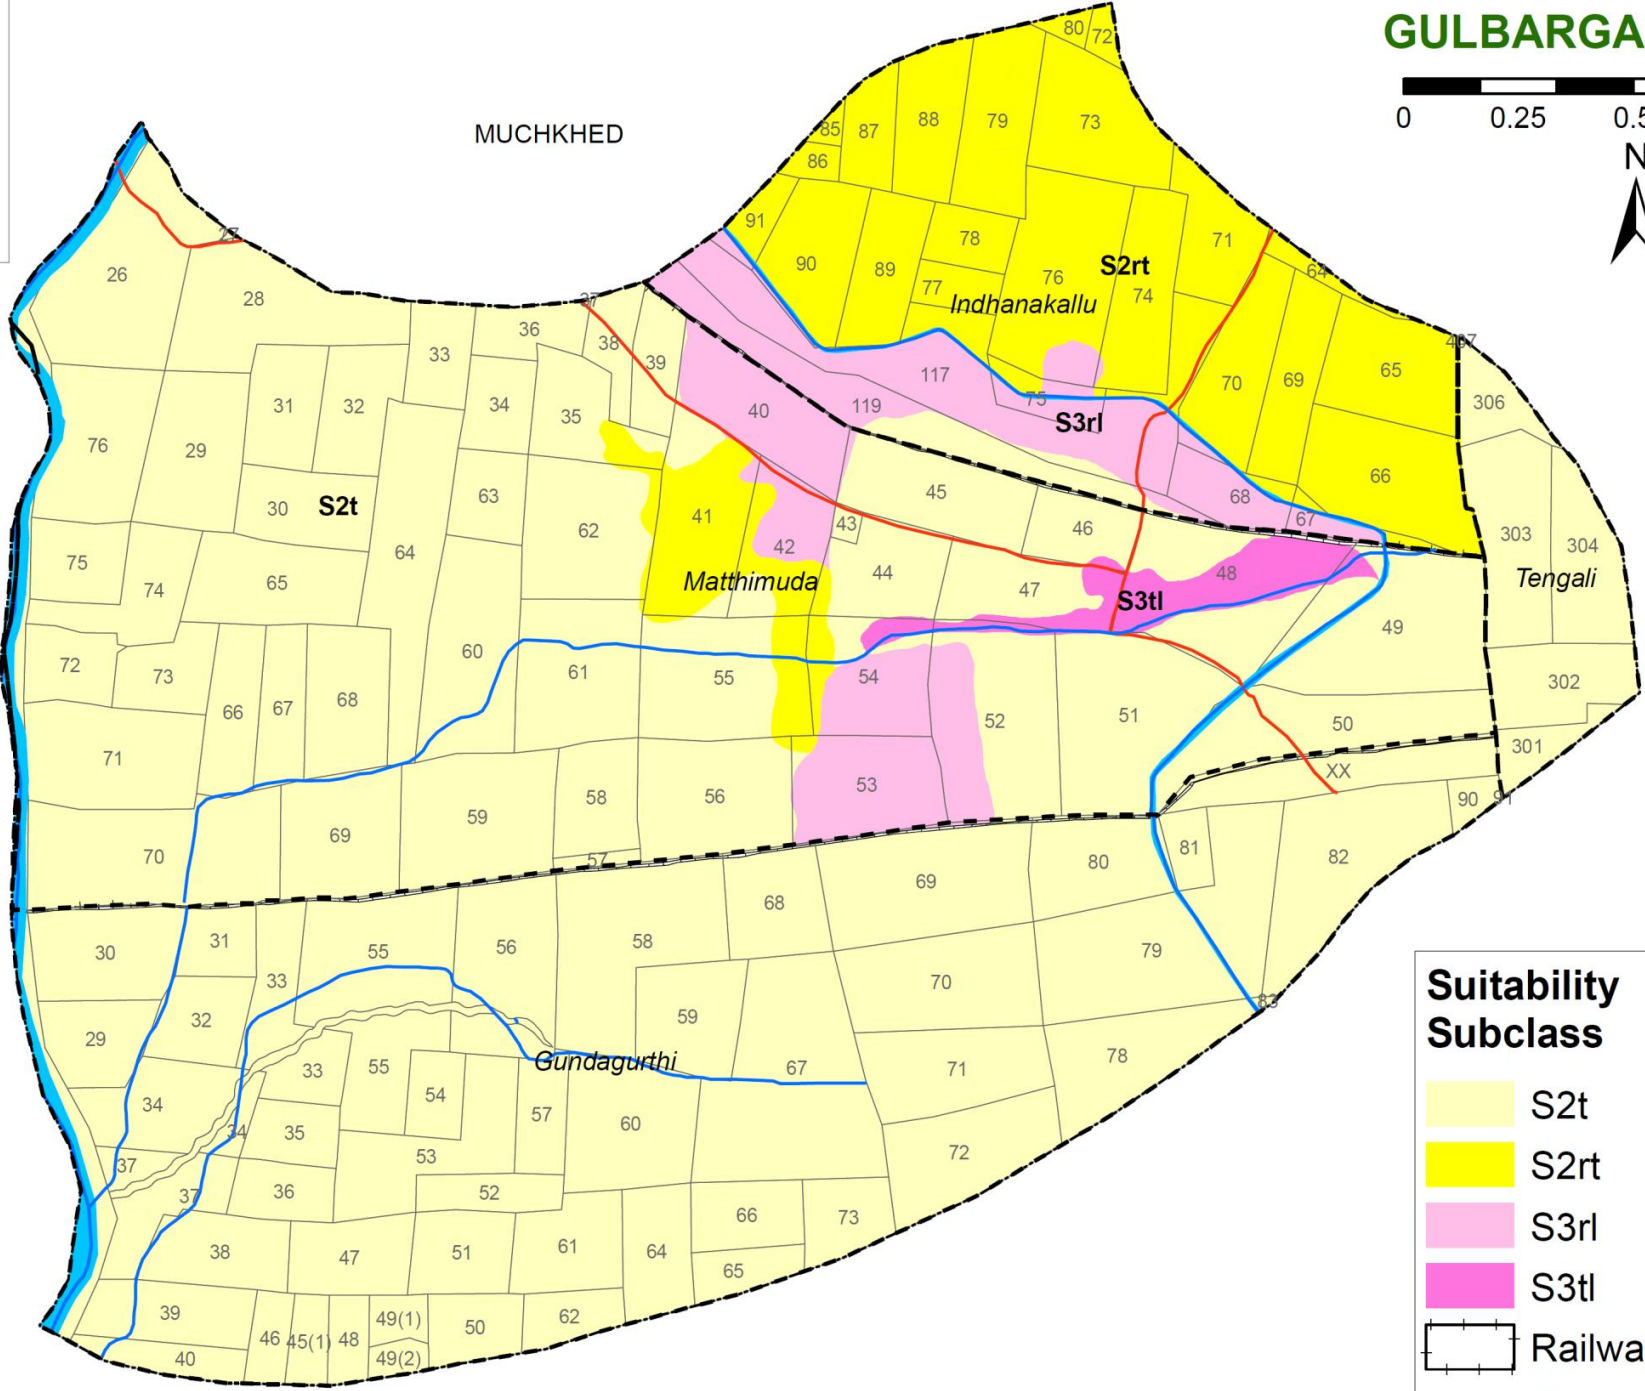 GULBARGA
0 0.25 0.5
N
MUCHKHED
80 72
85 87 88 79 73
86
91 78 71
90 89 76 S2rt 64
77 74
Indhanakallu
27
26 28
37
36 38 39
33
407
117 70 69 65
306
31 32 34 35 40 119 75
S3rl
76 29
30 S2t 63 41 45 68 66
62 43 46 67
64 42
303 304
75 74 65 44 47 48 Tengali
Matthimuda S3tl
49
72 73 60 61 55 54
66 67 68 52 51 50 302
71 301
XX
58 56 53 90 91
59
70 69 57
81 82
80
69
68
31 55 56 58
30 33 79
70
83
32 59
29
Gundagurthi
33 55 67 71 78
54
34 57 60
34 35
53 72
37
37 36 52
66 73
38 47 51 61 64
65
39 49(1) 62
46 45(1) 48 50
40 49(2)
Suitability
Subclass
S2t
S2rt
S3rl
S3tl
Railwa